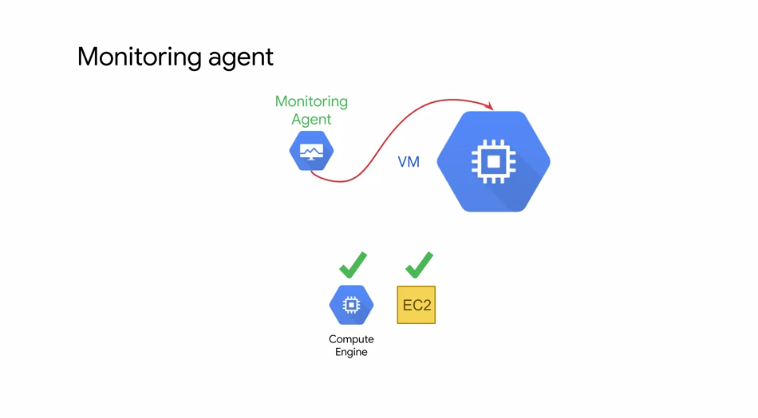 Monitoring agent
Monitoring
Agent
VM
EC2
Compute
Engine